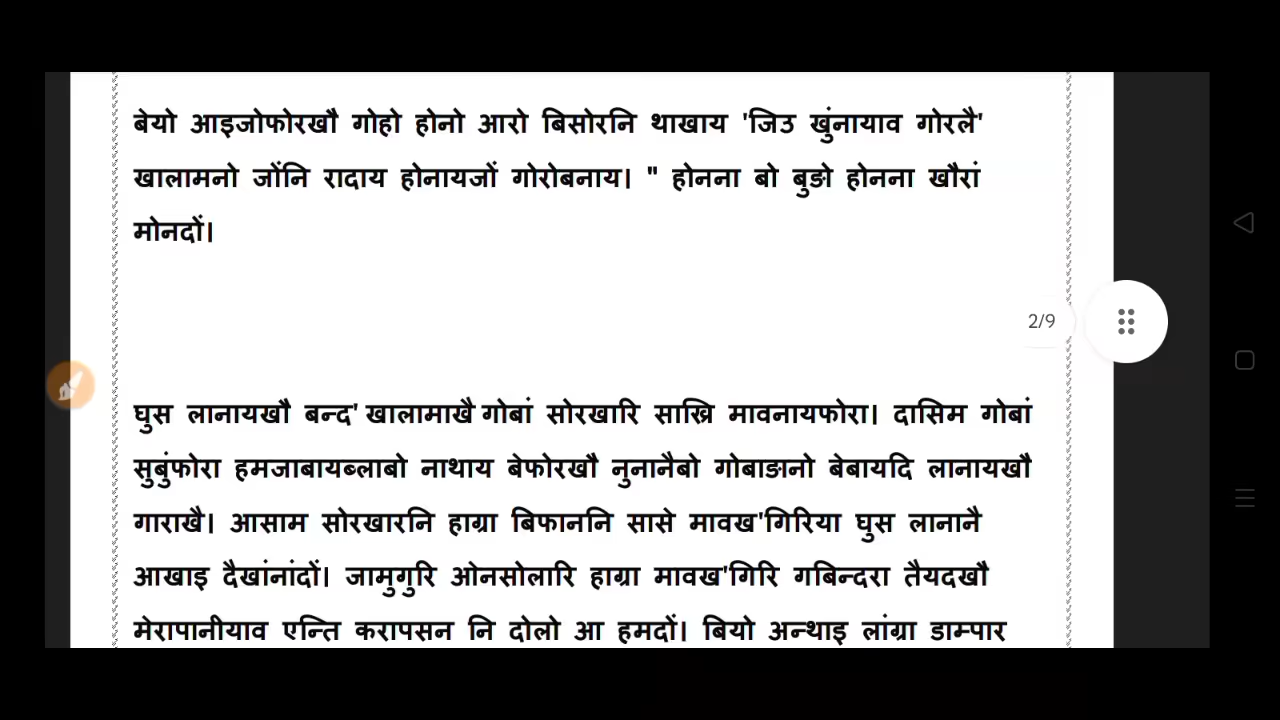 बेयो आइजोफोरखौ गोहो होनो आरो बिसोरनि थाखाय 'जिउ खुंनायाव गोरलै'
खालामनो जोंनि रादाय होनायजों गोरोबनाय। " होनना बो बुङो होनना खौरां
मोनदों।
2/9
घुस लानायखौ बन्द' खालामाखै गोबां सोरखारि साख्रि मावनायफोरा। दासिम गोबां
सुबुंफोरा हमजाबायब्लाबो नाथाय बेफोरखौ नुनानैबो गोबाङानो बेबायदि लानायखौ
गाराखै। आसाम सोरखारनि हाग्रा बिफाननि सासे मावख'गिरिया घुस लानानै
आखाइ दैखांनांदों। जामुगुरि ओनसोलारि हाग्रा मावख'गिरि गबिन्दरा तैयदखौ
मेरापानीयाव एन्ति करापसन नि दोलो आ हमदों। बियो अन्थाइ लांग्रा डाम्पार